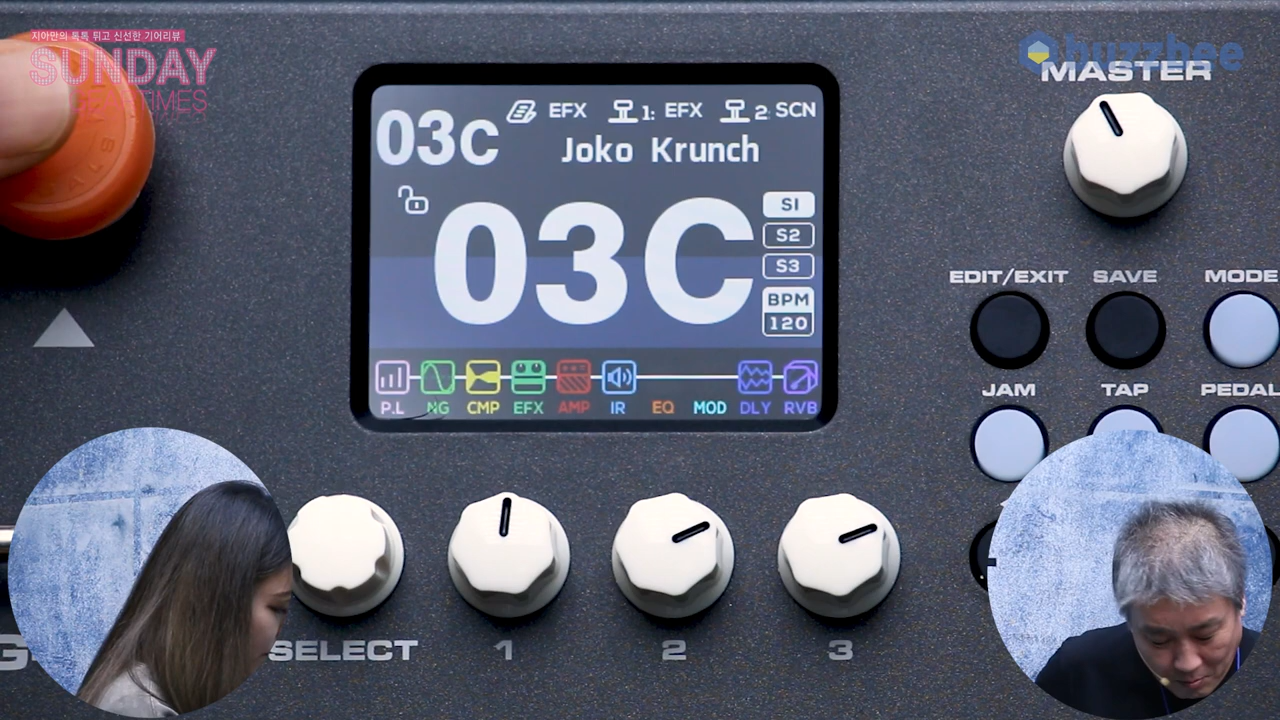 지아만의 톡톡 튀고 신선한 기어리뷰
SUNDAY
TIMES
buzzbee
MASTER
03C
EFX
1: EFX
2: SCN
Joko Krunch
03C
S1
S2
S3
BPM
120
P.L NG CMP EFX AMP IR EQ MOD DLY RVB
EDIT/EXIT SAVE MODE
JAM TAP PEDAL
SELECT 1 2 3